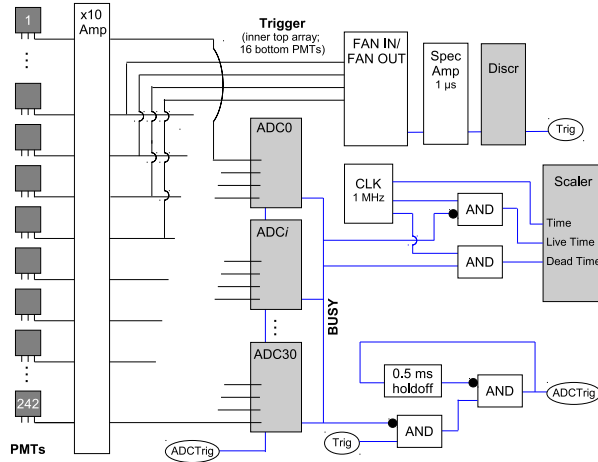 1
x10
Amp
Trigger
(inner top array;
16 bottom PMTs)
FAN IN/
FAN OUT
Spec
Amp
1 µs
Discr
Trig
ADC0
CLK
1 MHz
AND
Scaler
Time
Live Time
Dead Time
ADCi
AND
BUSY
ADC30
0.5 ms
holdoff
AND
ADCTrig
242
PMTs
ADCTrig
Trig
AND